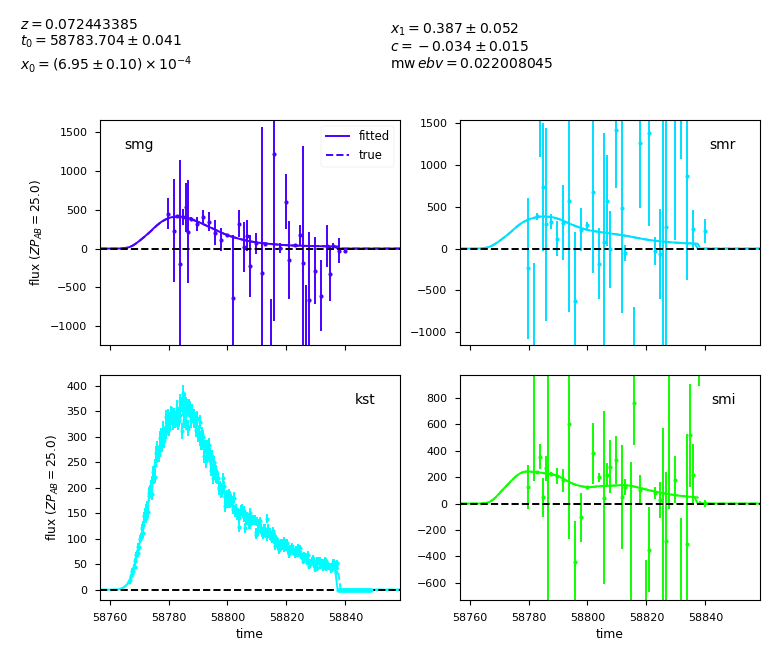 z = 0.072443385
t₀ = 58783.704 ± 0.041
x₀ = (6.95 ± 0.10) × 10⁻⁴
x₁ = 0.387 ± 0.052
c = −0.034 ± 0.015
mw ebv = 0.022008045
smg
fitted
true
flux (ZP_AB = 25.0)
1500
1000
500
0
−500
−1000
smr
1500
1000
500
0
−500
−1000
kst
flux (ZP_AB = 25.0)
400
350
300
250
200
150
100
50
0
58760 58780 58800 58820 58840
time
smi
800
600
400
200
0
−200
−400
−600
58760 58780 58800 58820 58840
time